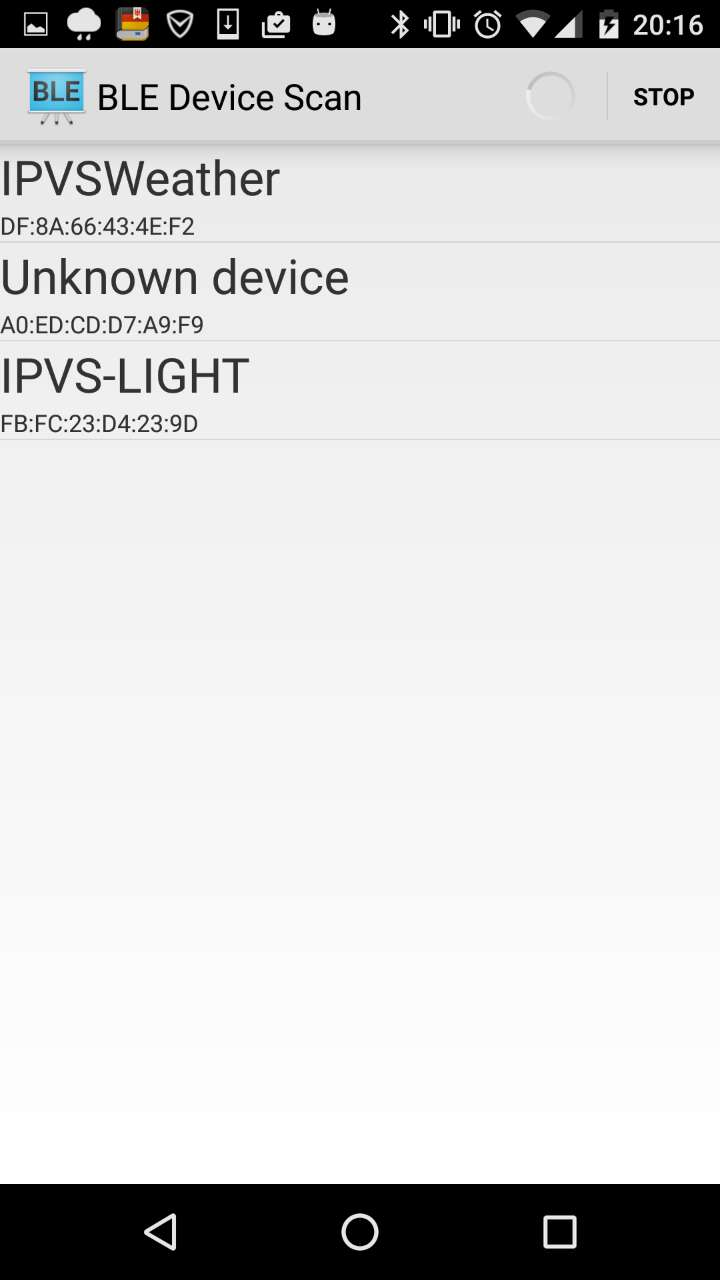 20:16
BLE BLE Device Scan STOP
IPVSWeather
DF:8A:66:43:4E:F2
Unknown device
A0:ED:CD:D7:A9:F9
IPVS-LIGHT
FB:FC:23:D4:23:9D